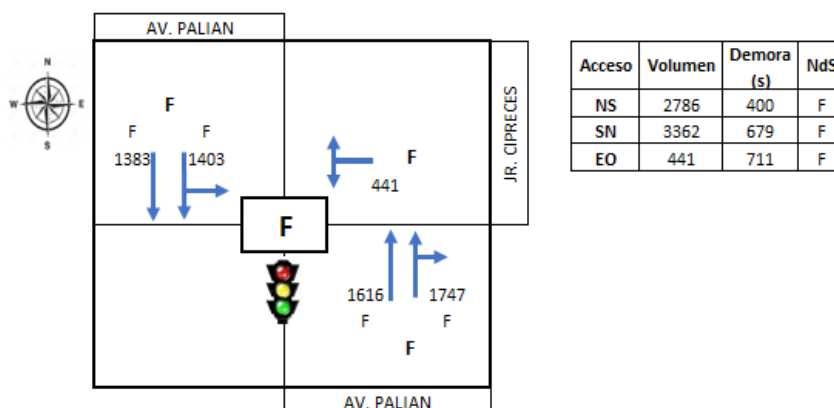 AV. PALIAN
N
W
E
S
F
F
F
1383
1403
F
441
JR. CIPRECES
F
1616
1747
F
F
F
AV. PALIAN
Acceso Volumen Demora (s) NdS
NS 2786 400 F
SN 3362 679 F
EO 441 711 F